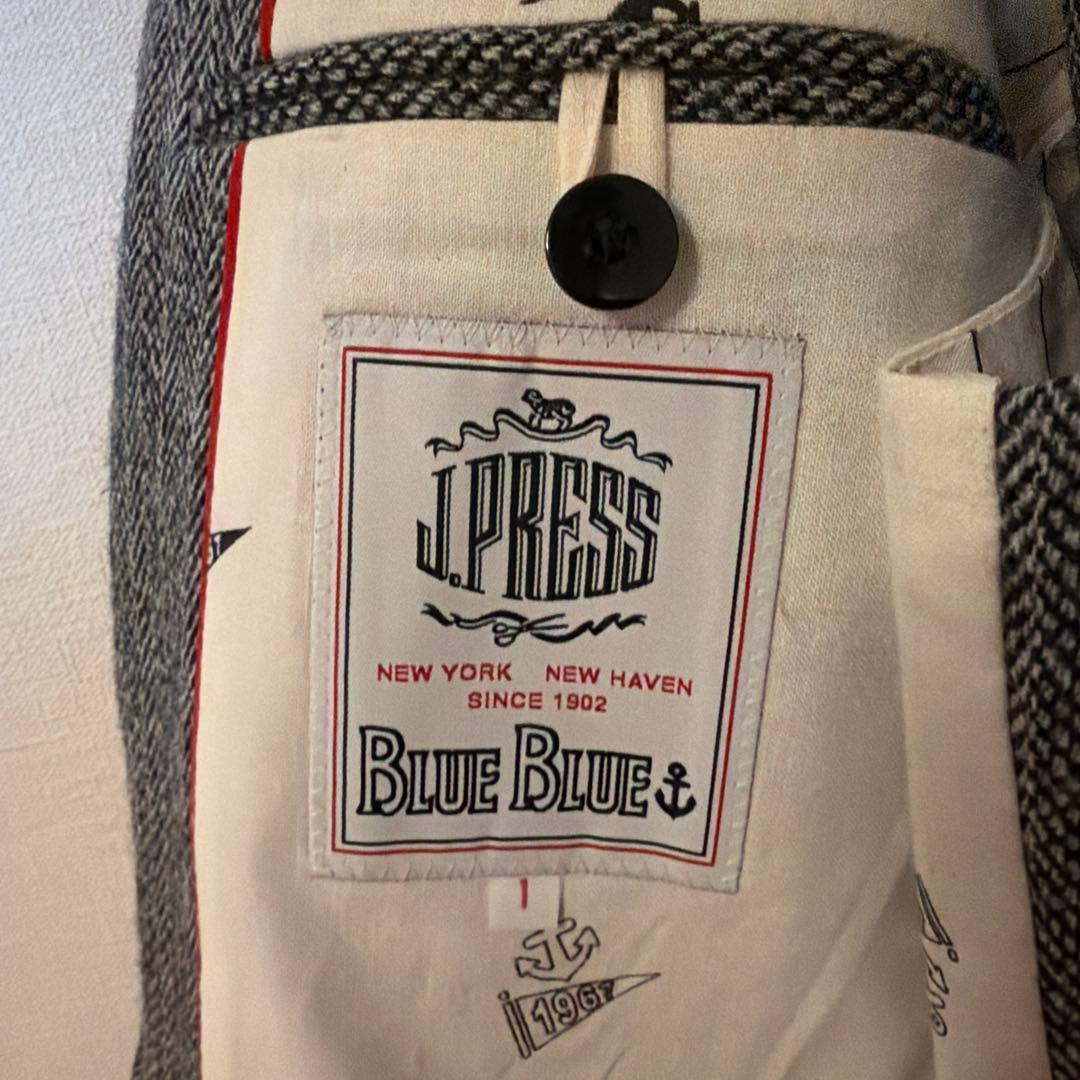 J.PRESS
NEW YORK NEW HAVEN
SINCE 1902
BLUE BLUE
1
1967